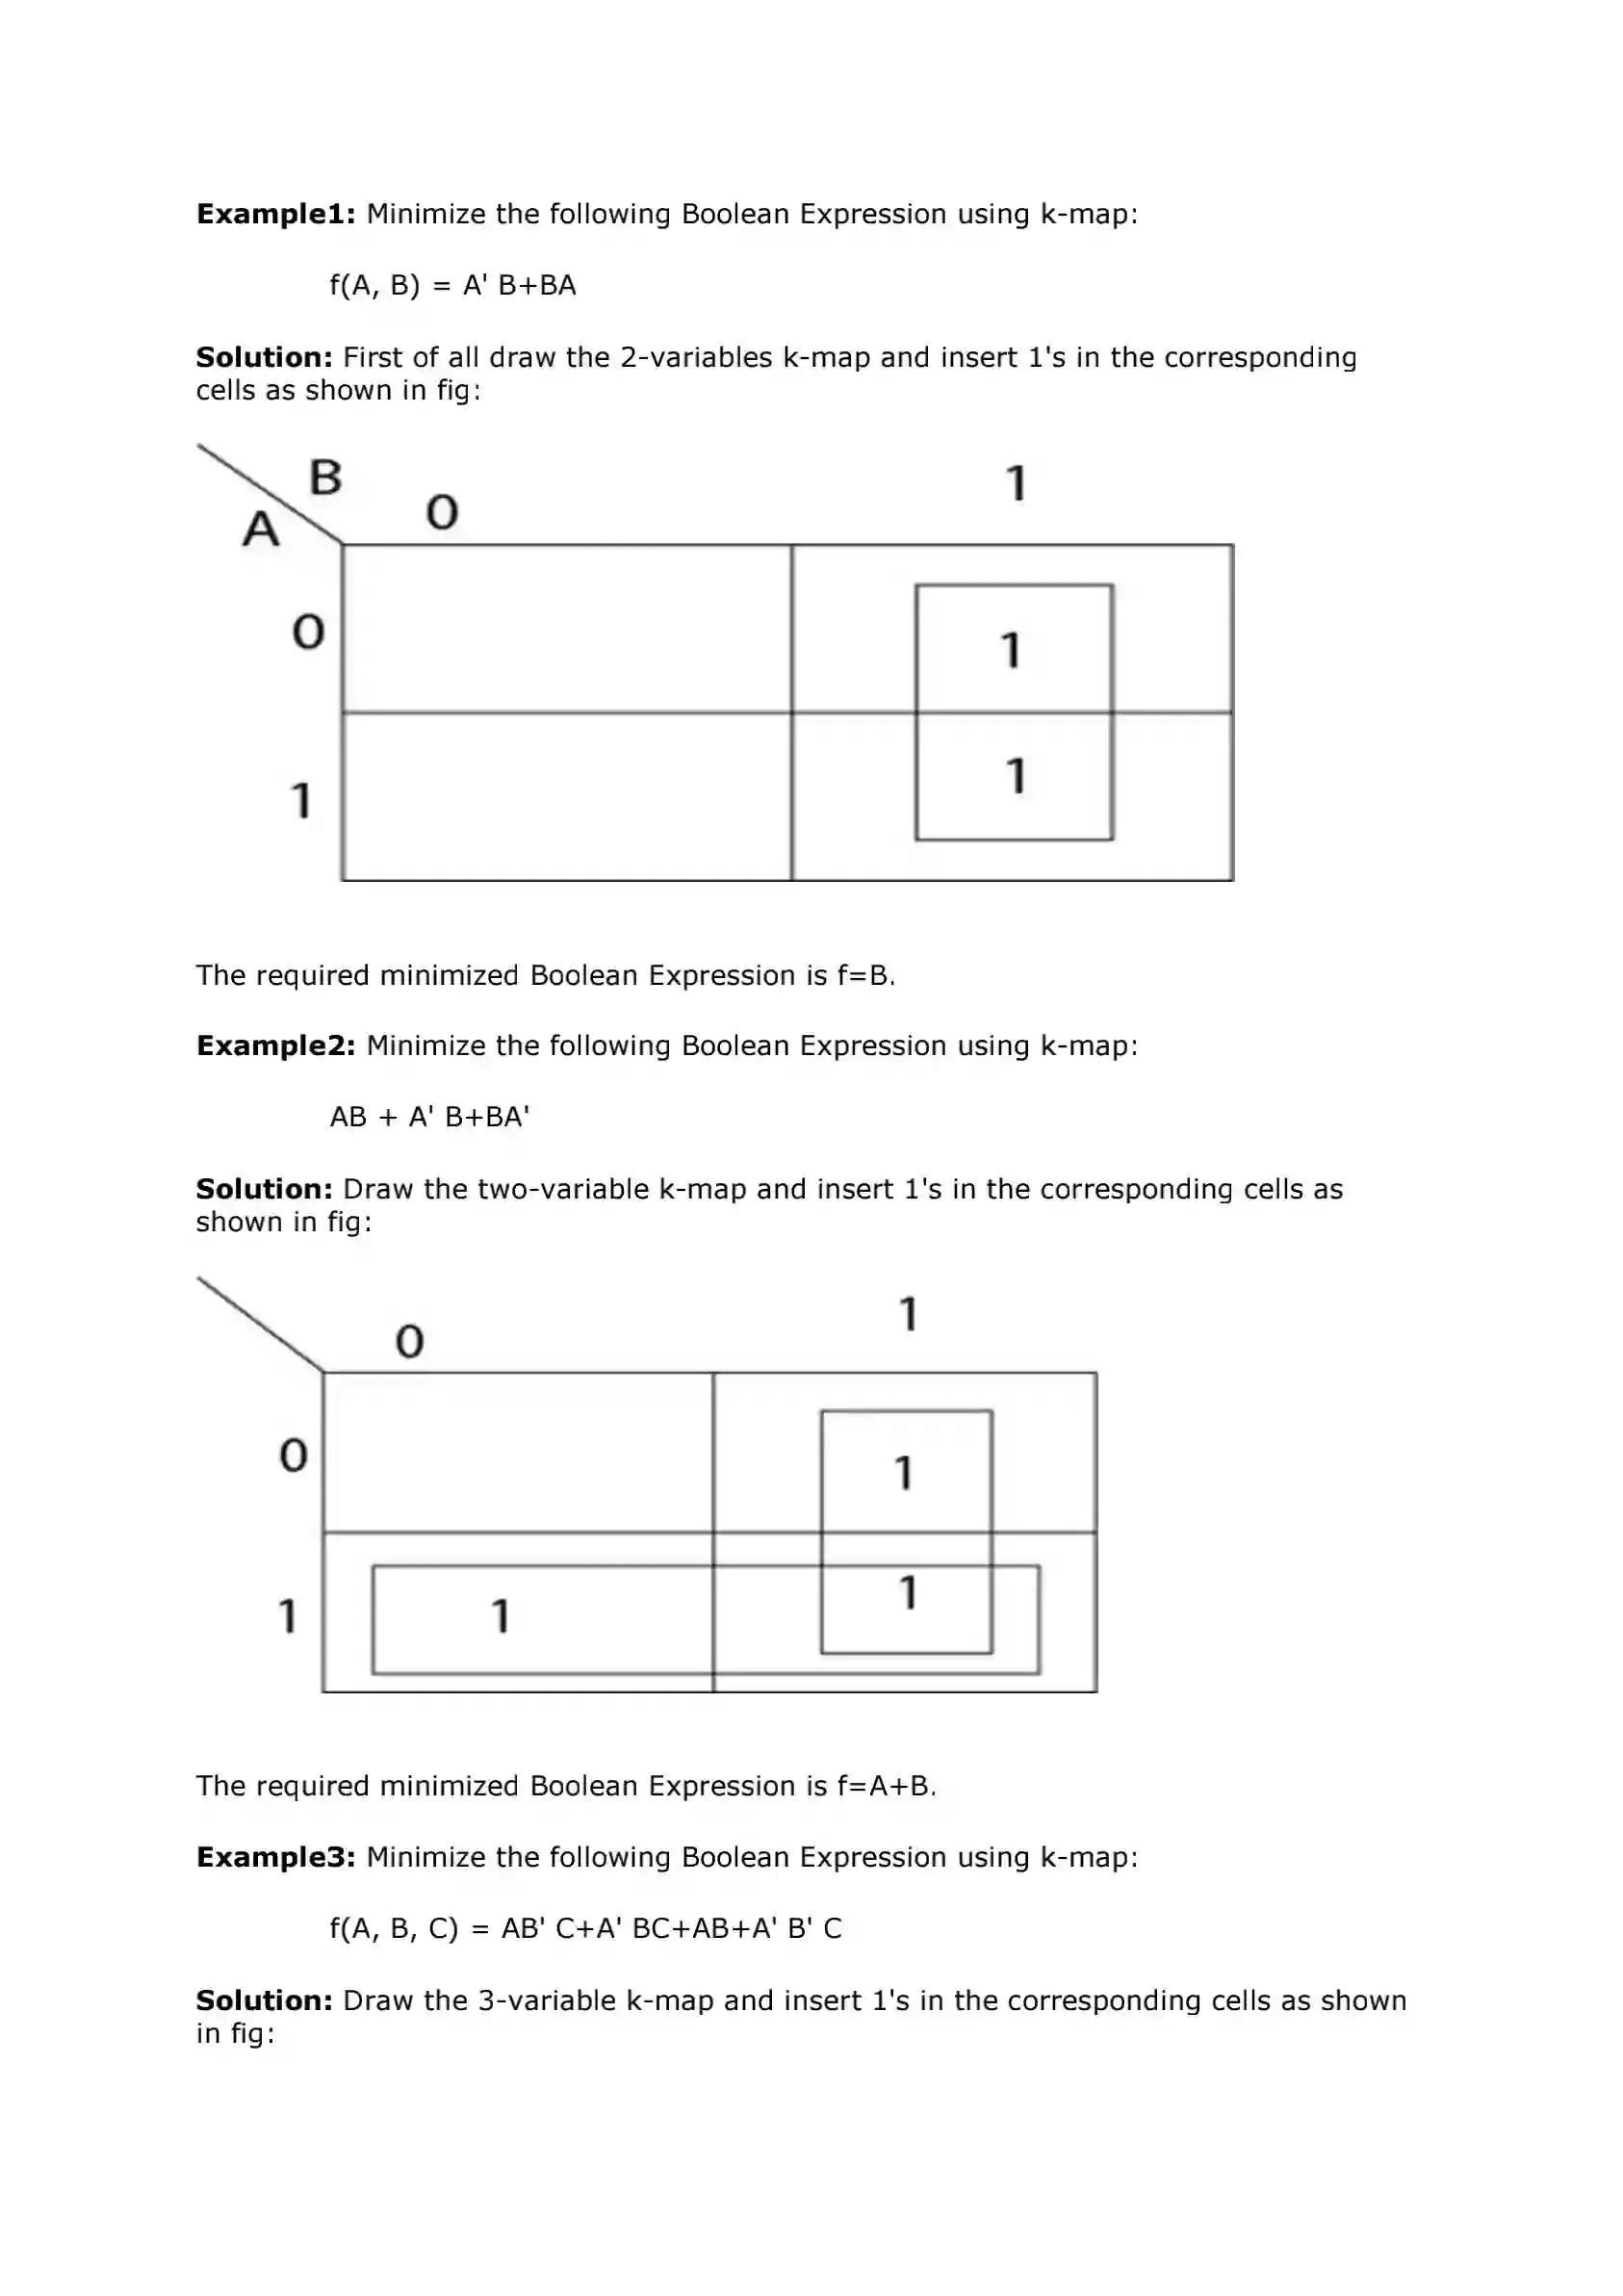 Example1: Minimize the following Boolean Expression using k-map:
f(A, B) = A' B+BA
Solution: First of all draw the 2-variables k-map and insert 1's in the corresponding
cells as shown in fig:
B
A
0
1
0
1
1
1
The required minimized Boolean Expression is f=B.
Example2: Minimize the following Boolean Expression using k-map:
AB + A' B+BA'
Solution: Draw the two-variable k-map and insert 1's in the corresponding cells as
shown in fig:
0
1
0
1
1
1
1
The required minimized Boolean Expression is f=A+B.
Example3: Minimize the following Boolean Expression using k-map:
f(A, B, C) = AB' C+A' BC+AB+A' B' C
Solution: Draw the 3-variable k-map and insert 1's in the corresponding cells as shown
in fig: